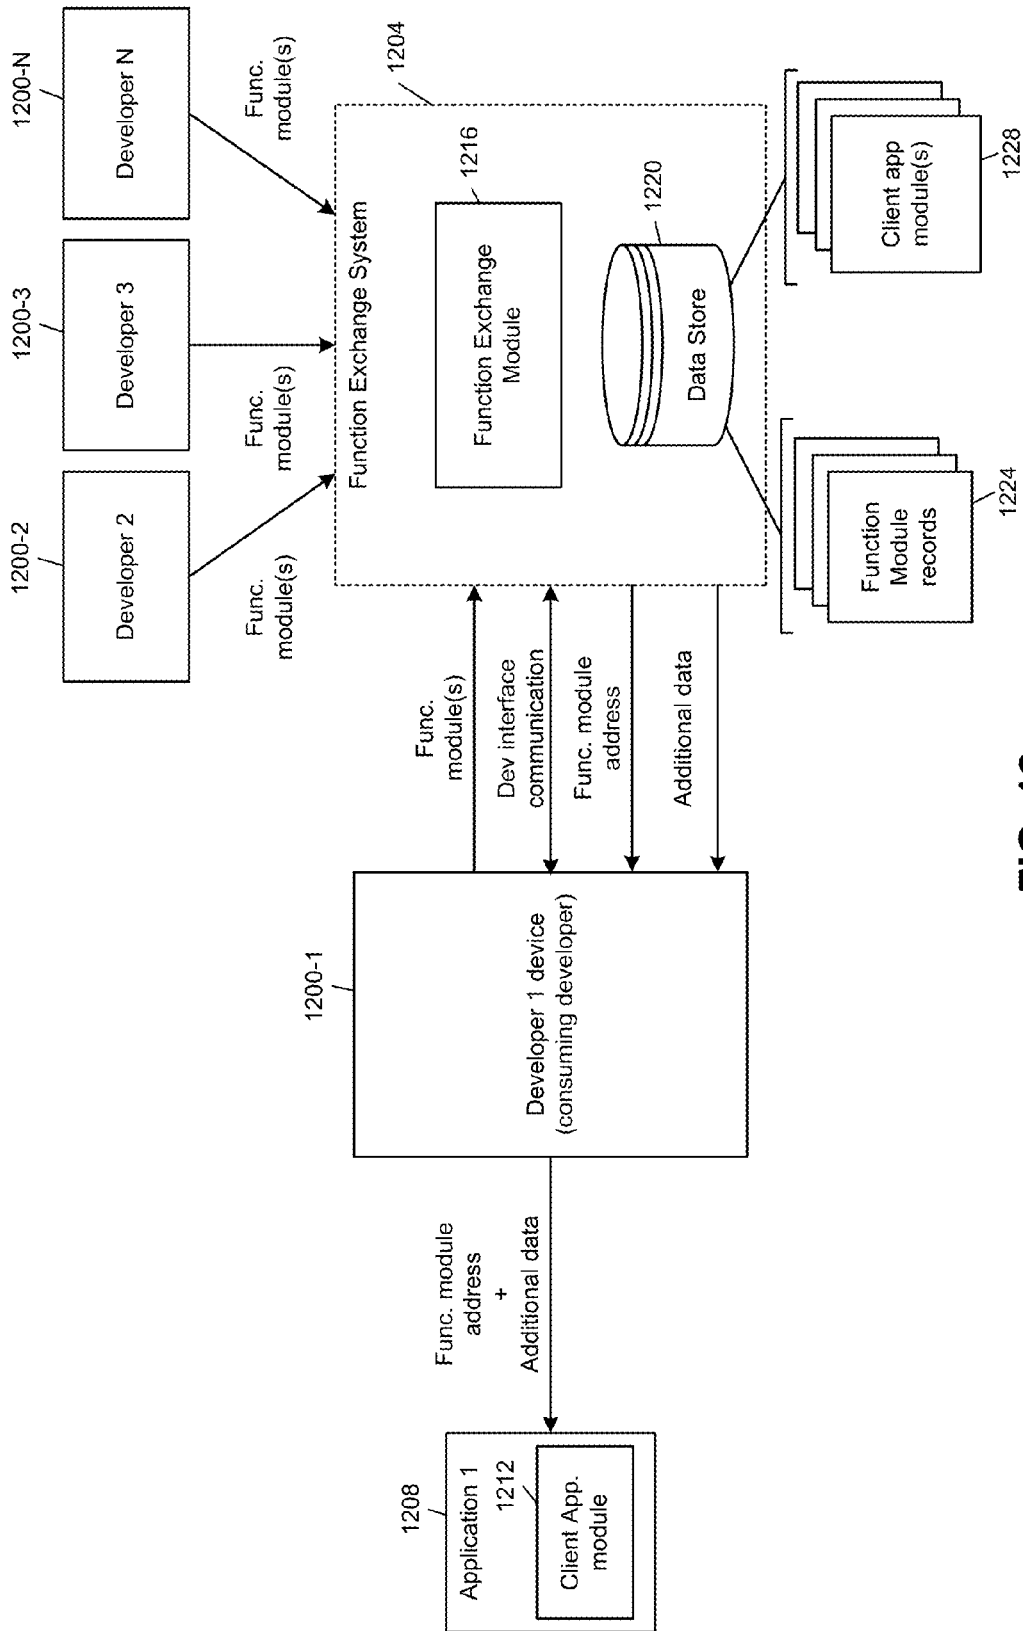 1200-2
1200-3
1200-N
Developer 2
Developer 3
Developer N
Func.
module(s)
Func.
module(s)
Func.
module(s)
1204
Function Exchange System
1216
Function Exchange
Module
1220
Data Store
Function
Module
records
1224
Client app
module(s)
1228
Func.
module(s)
Dev interface
communication
Func. module
address
Additional data
1200-1
Developer 1 device
(consuming developer)
Func. module
address
+
Additional data
1208
Application 1
1212
Client App.
module
FIG.